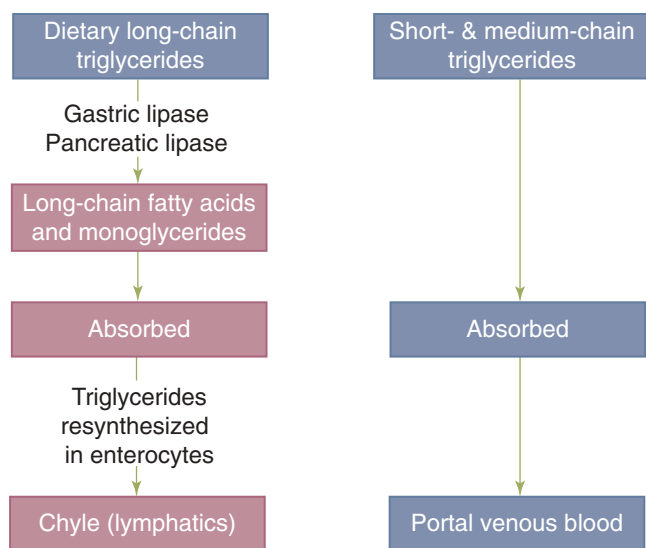 Dietary long-chain
triglycerides
Gastric lipase
Pancreatic lipase
Long-chain fatty acids
and monoglycerides
Absorbed
Triglycerides
resynthesized
in enterocytes
Chyle (lymphatics)
Short- & medium-chain
triglycerides
Absorbed
Portal venous blood